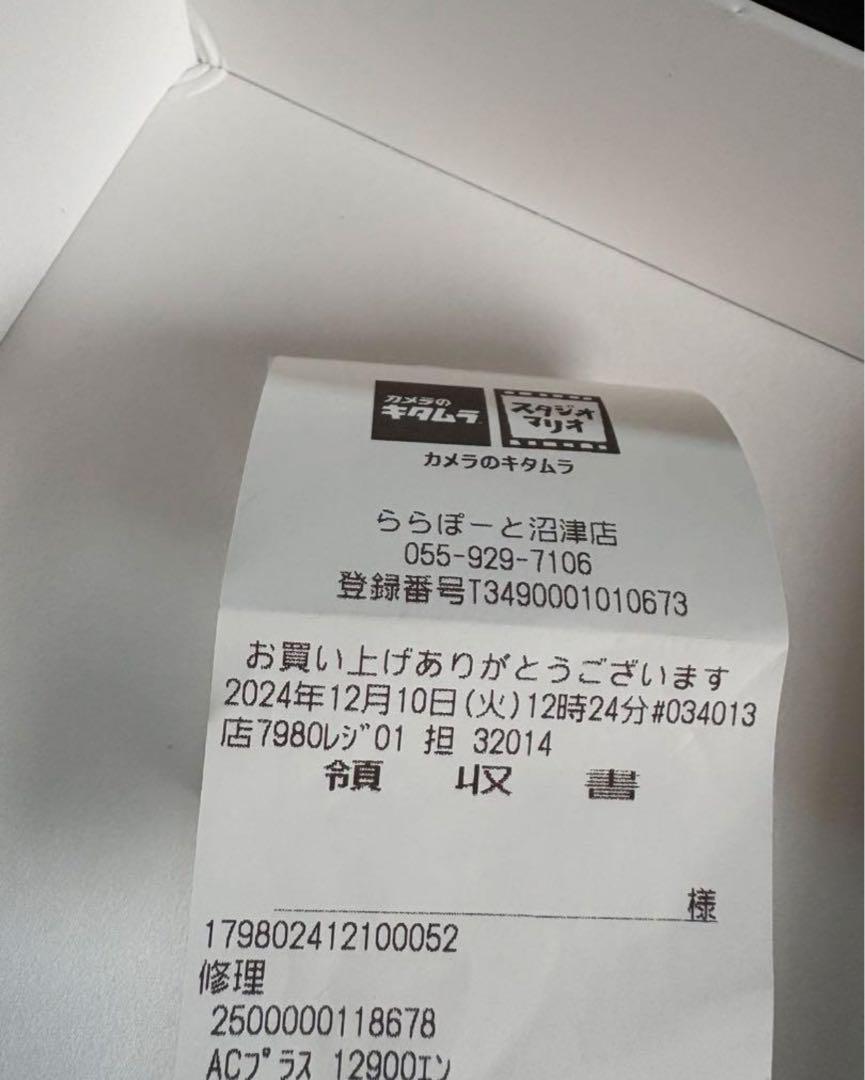 カメラの
キタムラ
スタジオ
マリオ
カメラのキタムラ
ららぽーと沼津店
055-929-7106
登録番号T3490001010673
お買い上げありがとうございます
2024年12月10日(火)12時24分#034013
店7980ﾚｼﾞ01 担 32014
領 収 書
様
179802412100052
修理
2500000118678
ACﾌﾟﾗｽ 12900ｴﾝ